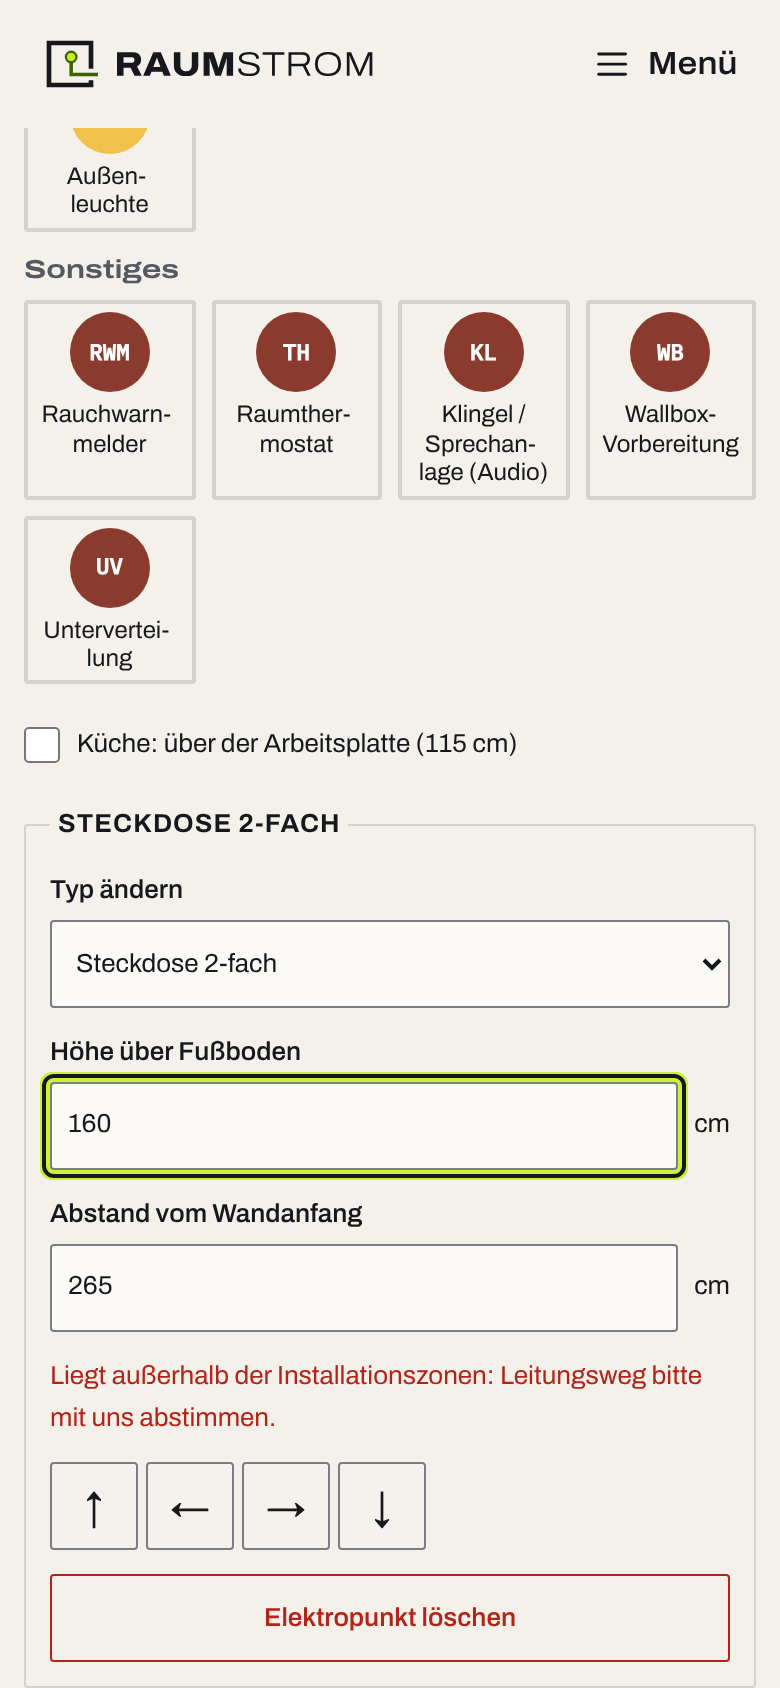 RAUMSTROM
Menü
Außen-
leuchte
Sonstiges
RWM
TH
KL
WB
Rauchwarn-
melder
Raumther-
mostat
Klingel /
Sprechan-
lage (Audio)
Wallbox-
Vorbereitung
UV
Untervertei-
lung
Küche: über der Arbeitsplatte (115 cm)
STECKDOSE 2-FACH
Typ ändern
Steckdose 2-fach
Höhe über Fußboden
160
cm
Abstand vom Wandanfang
265
cm
Liegt außerhalb der Installationszonen: Leitungsweg bitte
mit uns abstimmen.
↑ ← → ↓
Elektropunkt löschen